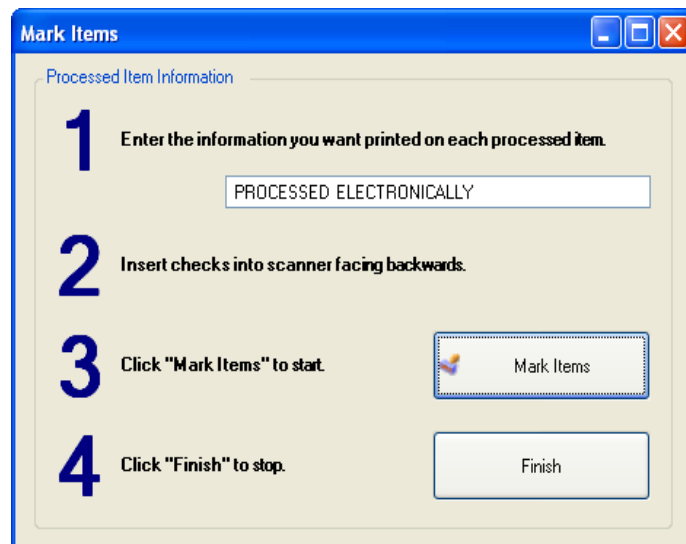 Mark Items
Processed Item Information
1
Enter the information you want printed on each processed item.
PROCESSED ELECTRONICALLY
2
Insert checks into scanner facing backwards.
3
Click "Mark Items" to start.
Mark Items
4
Click "Finish" to stop.
Finish